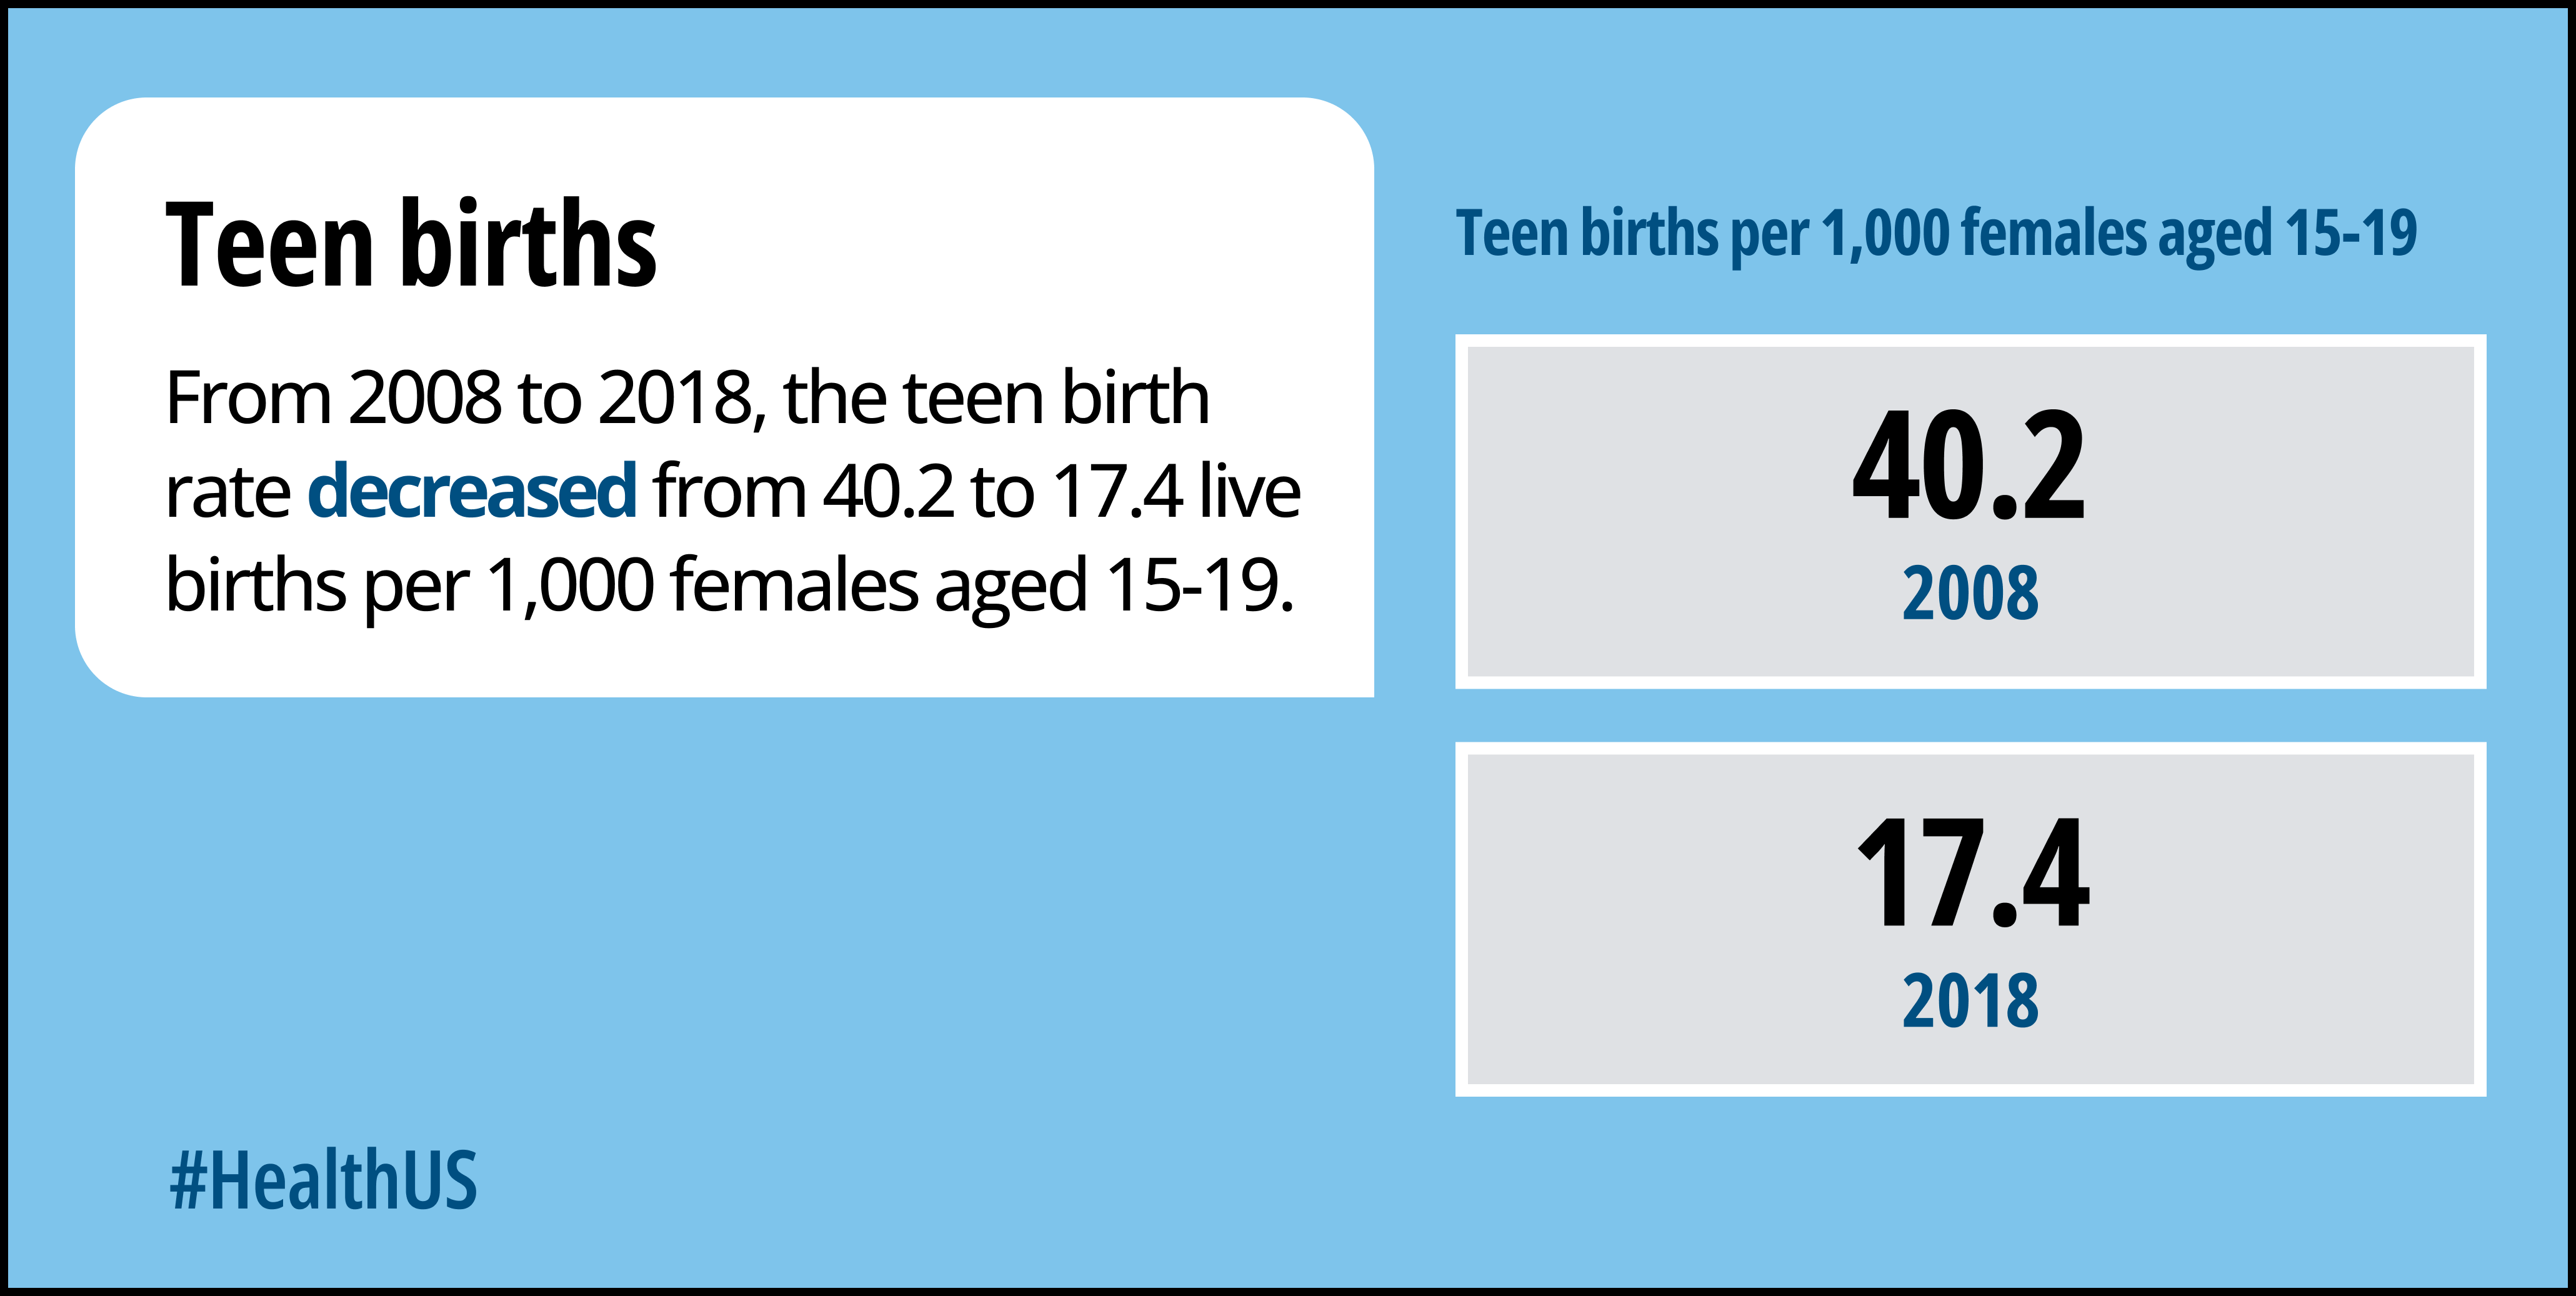 Teen births
From 2008 to 2018, the teen birth
rate decreased from 40.2 to 17.4 live
births per 1,000 females aged 15-19.
Teen births per 1,000 females aged 15-19
40.2
2008
17.4
2018
#HealthUS